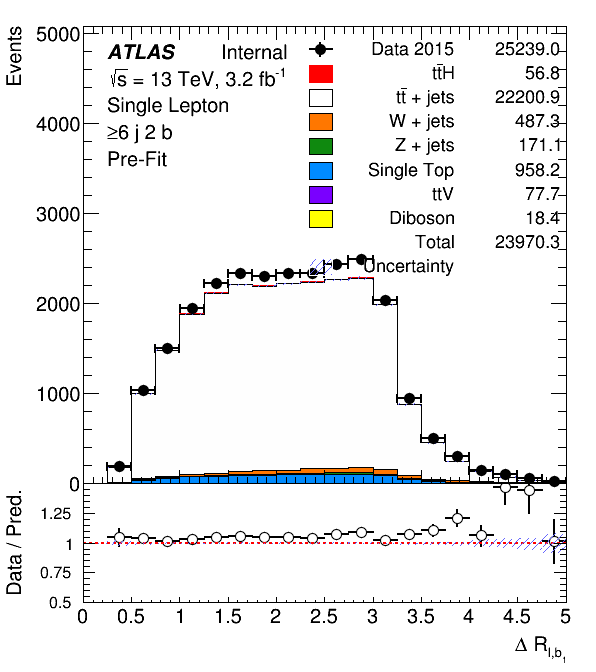 Events
5000
4000
3000
2000
1000
0
ATLAS Internal
√s = 13 TeV, 3.2 fb⁻¹
Single Lepton
≥6 j 2 b
Pre-Fit
Data 2015 25239.0
tt̄H 56.8
tt̄ + jets 22200.9
W + jets 487.3
Z + jets 171.1
Single Top 958.2
ttV 77.7
Diboson 18.4
Total 23970.3
Uncertainty
Data / Pred.
1.25
1
0.75
0.5
0 0.5 1 1.5 2 2.5 3 3.5 4 4.5 5
Δ R_{l,b₁}